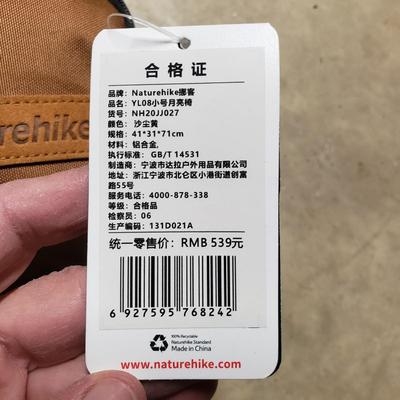 合格证
品牌：Naturehike挪客
品名：YL08小号月亮椅
货号：NH20JJ027
颜色：沙尘黄
规格：41*31*71cm
材料：铝合金,
执行标准：GB/T 14531
制造商：宁波市达拉户外用品有限公司
地址：浙江宁波市北仑区小港街道创富
路55号
服务电话：4000-878-338
等级：合格品
检察员：06
生产编码：131D021A
统一零售价：RMB 539元
6 927595 768242
100% Recyclable
Naturehike Standard
Made in China
www.naturehike.com
urehike